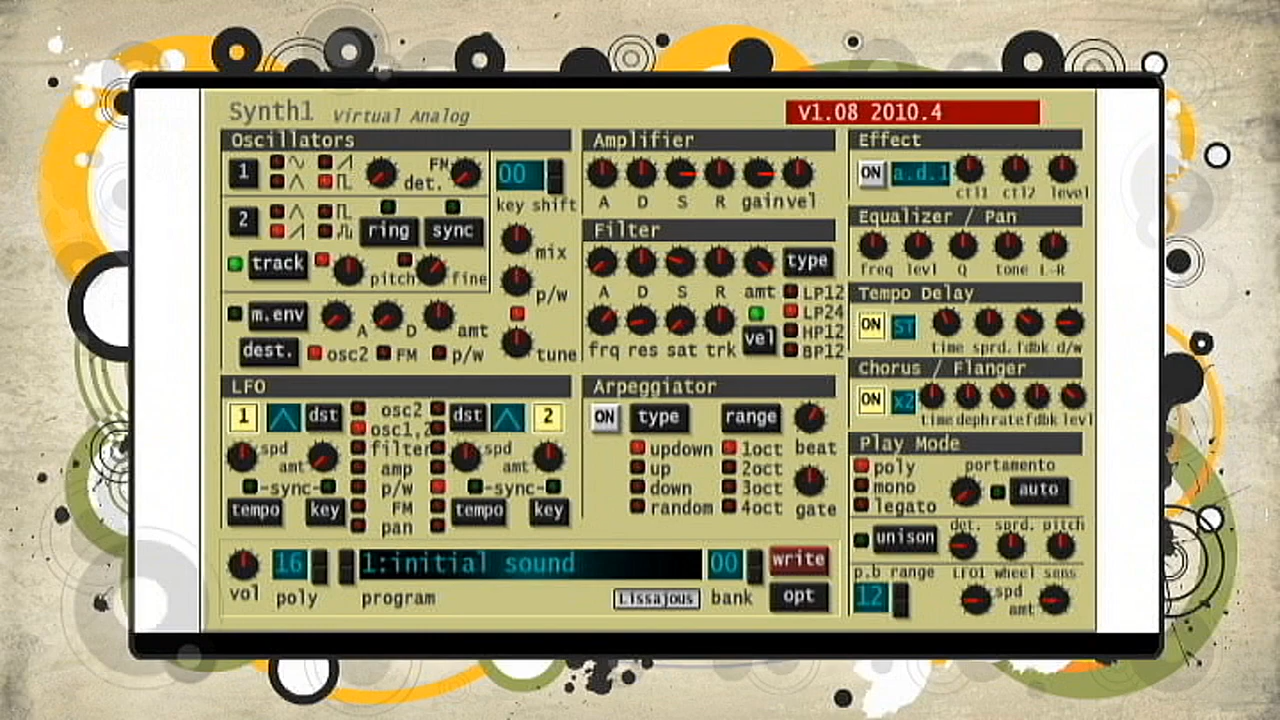 Synth1 Virtual Analog
V1.08 2010.4
Oscillators
1
det.
FM
00
key shift
2
ring
sync
mix
track
pitch
fine
p/w
m.env
A
D
amt
dest.
osc2
FM
p/w
tune
Amplifier
A D S R gain vel
Filter
type
A D S R amt
LP12
LP24
HP12
BP12
vel
frq res sat trk
LFO
1
dst
osc2
dst
2
osc1,2
spd
amt
filter
spd
amt
amp
-sync-
p/w
-sync-
tempo
key
FM
tempo
key
pan
Arpeggiator
ON
type
range
updown
1oct
beat
up
2oct
down
3oct
random
4oct
gate
Effect
ON
a.d.1
ctl1 ctl2 level
Equalizer / Pan
freq levl Q tone L-R
Tempo Delay
ON
ST
time sprd. fdbk d/w
Chorus / Flanger
ON
x2
time deph rate fdbk levl
Play Mode
poly
portamento
mono
auto
legato
unison
det. sprd. pitch
p.b range
LFO1 wheel sens
12
spd
amt
vol
16
poly
1:initial sound
program
Lissajous
00
bank
write
opt